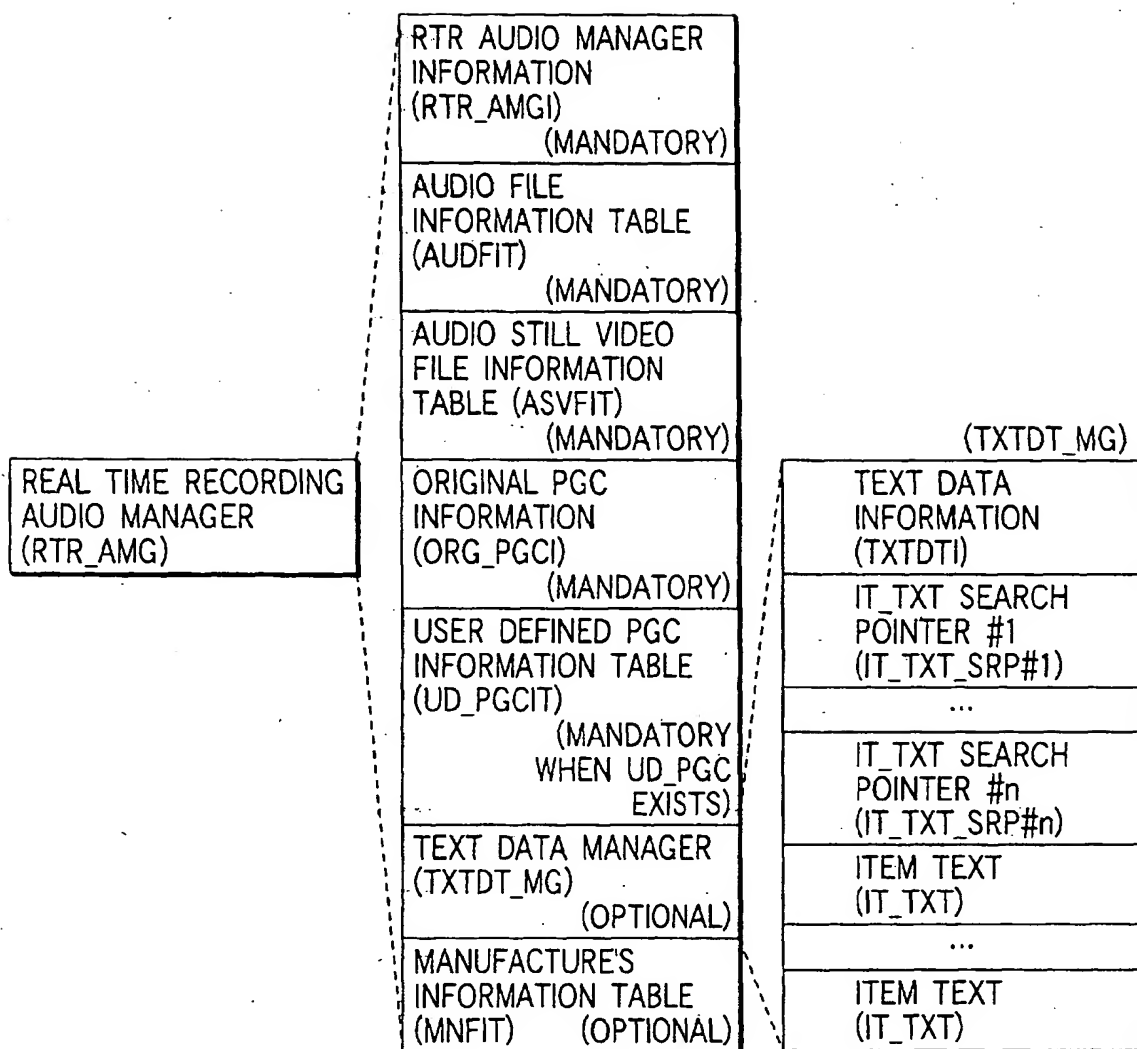 REAL TIME RECORDING
AUDIO MANAGER
(RTR_AMG)
RTR AUDIO MANAGER
INFORMATION
(RTR_AMGI)
(MANDATORY)
AUDIO FILE
INFORMATION TABLE
(AUDFIT)
(MANDATORY)
AUDIO STILL VIDEO
FILE INFORMATION
TABLE (ASVFIT)
(MANDATORY)
ORIGINAL PGC
INFORMATION
(ORG_PGCI)
(MANDATORY)
USER DEFINED PGC
INFORMATION TABLE
(UD_PGCIT)
(MANDATORY
WHEN UD_PGC
EXISTS)
TEXT DATA MANAGER
(TXTDT_MG)
(OPTIONAL)
MANUFACTURE'S
INFORMATION TABLE
(MNFIT) (OPTIONAL)
(TXTDT_MG)
TEXT DATA
INFORMATION
(TXTDTI)
IT_TXT SEARCH
POINTER #1
(IT_TXT_SRP#1)
...
IT_TXT SEARCH
POINTER #n
(IT_TXT_SRP#n)
ITEM TEXT
(IT_TXT)
...
ITEM TEXT
(IT_TXT)